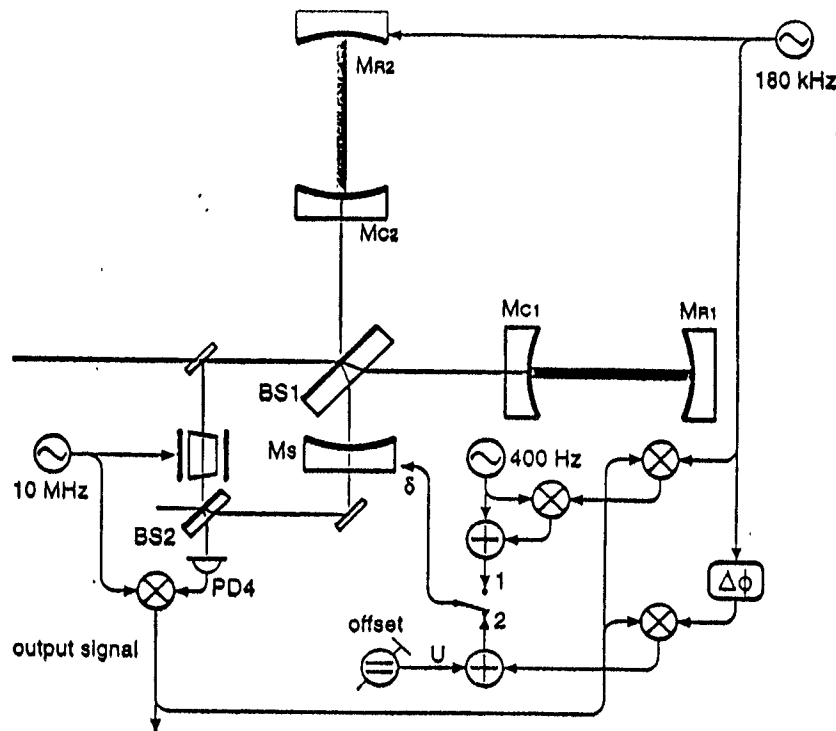 MR2
180 kHz
MC2
MC1
MR1
BS1
MS
400 Hz
δ
10 MHz
BS2
PD4
1
2
Δϕ
offset
U
output signal